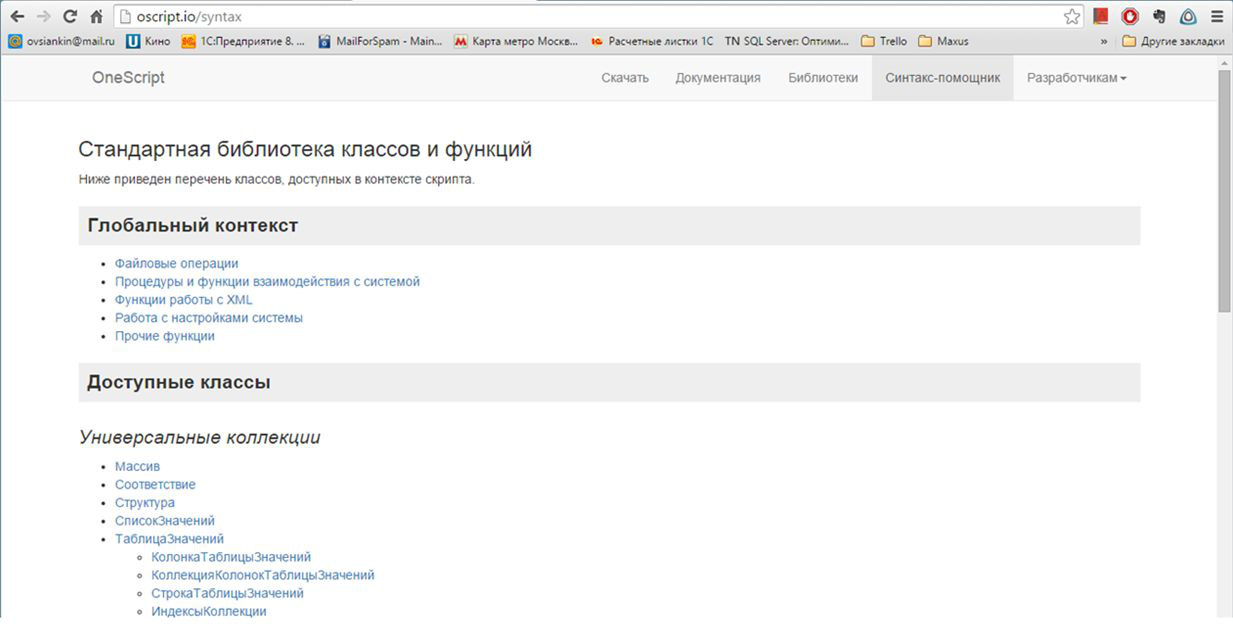 oscript.io/syntax
ovsiankin@mail.ru Кино 1С:Предприятие 8. ... MailForSpam - Main... Карта метро Москв... Расчетные листки 1С TN SQL Server: Оптими... Trello Maxus » Другие закладки
OneScript Скачать Документация Библиотеки Синтакс-помощник Разработчикам
Стандартная библиотека классов и функций
Ниже приведен перечень классов, доступных в контексте скрипта.
Глобальный контекст
• Файловые операции
• Процедуры и функции взаимодействия с системой
• Функции работы с XML
• Работа с настройками системы
• Прочие функции
Доступные классы
Универсальные коллекции
• Массив
• Соответствие
• Структура
• СписокЗначений
• ТаблицаЗначений
◦ КолонкаТаблицыЗначений
◦ КоллекцияКолонокТаблицыЗначений
◦ СтрокаТаблицыЗначений
◦ ИндексыКоллекции